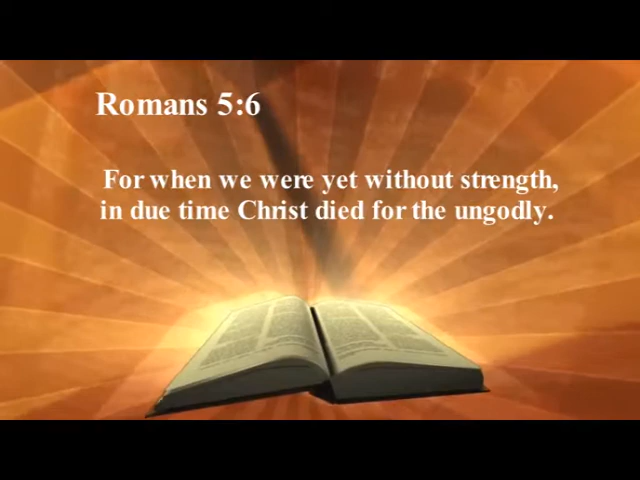 Romans 5:6
For when we were yet without strength,
in due time Christ died for the ungodly.